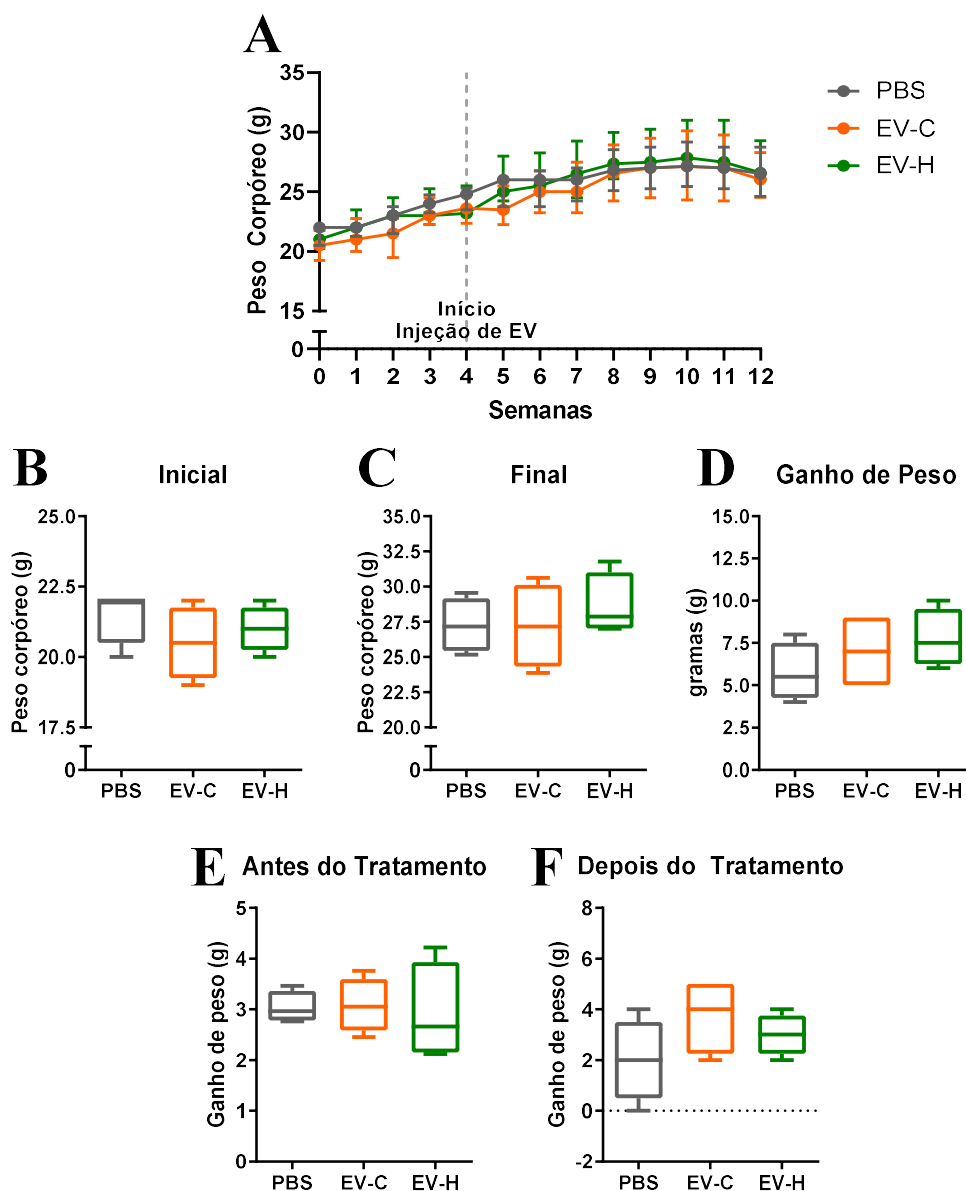 A
35
30
25
20
15
0
Peso Corpóreo (g)
PBS
EV-C
EV-H
Início
Injeção de EV
0 1 2 3 4 5 6 7 8 9 10 11 12
Semanas
B Inicial
25.0
22.5
20.0
17.5
0
Peso corpóreo (g)
PBS EV-C EV-H
C Final
35.0
32.5
30.0
27.5
25.0
22.5
20.0
0
Peso corpóreo (g)
PBS EV-C EV-H
D Ganho de Peso
15.0
12.5
10.0
7.5
5.0
2.5
0.0
gramas (g)
PBS EV-C EV-H
E Antes do Tratamento
5
4
3
2
1
0
Ganho de peso (g)
PBS EV-C EV-H
F Depois do Tratamento
8
6
4
2
0
-2
Ganho de peso (g)
PBS EV-C EV-H